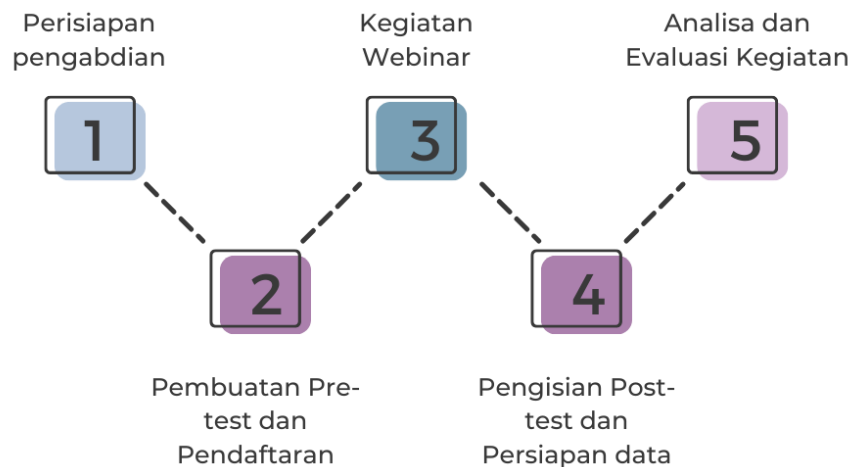 Perisiapan
pengabdian
1
Pembuatan Pre-
test dan
Pendaftaran
2
Kegiatan
Webinar
3
Pengisian Post-
test dan
Persiapan data
4
Analisa dan
Evaluasi Kegiatan
5